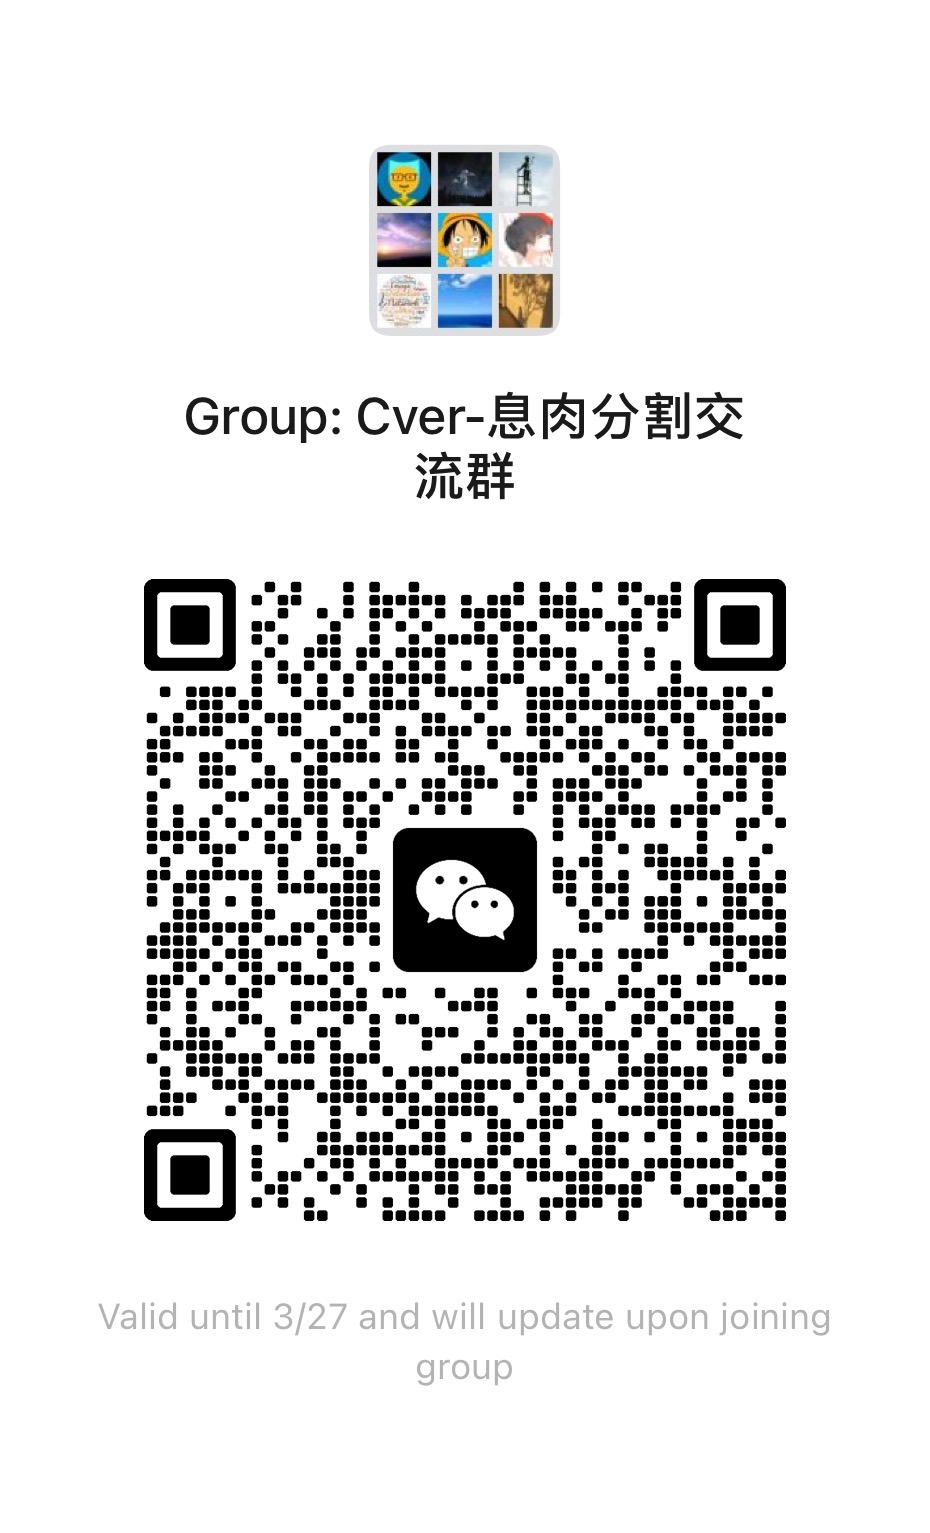 Group: Cver-息肉分割交
流群
Valid until 3/27 and will update upon joining
group